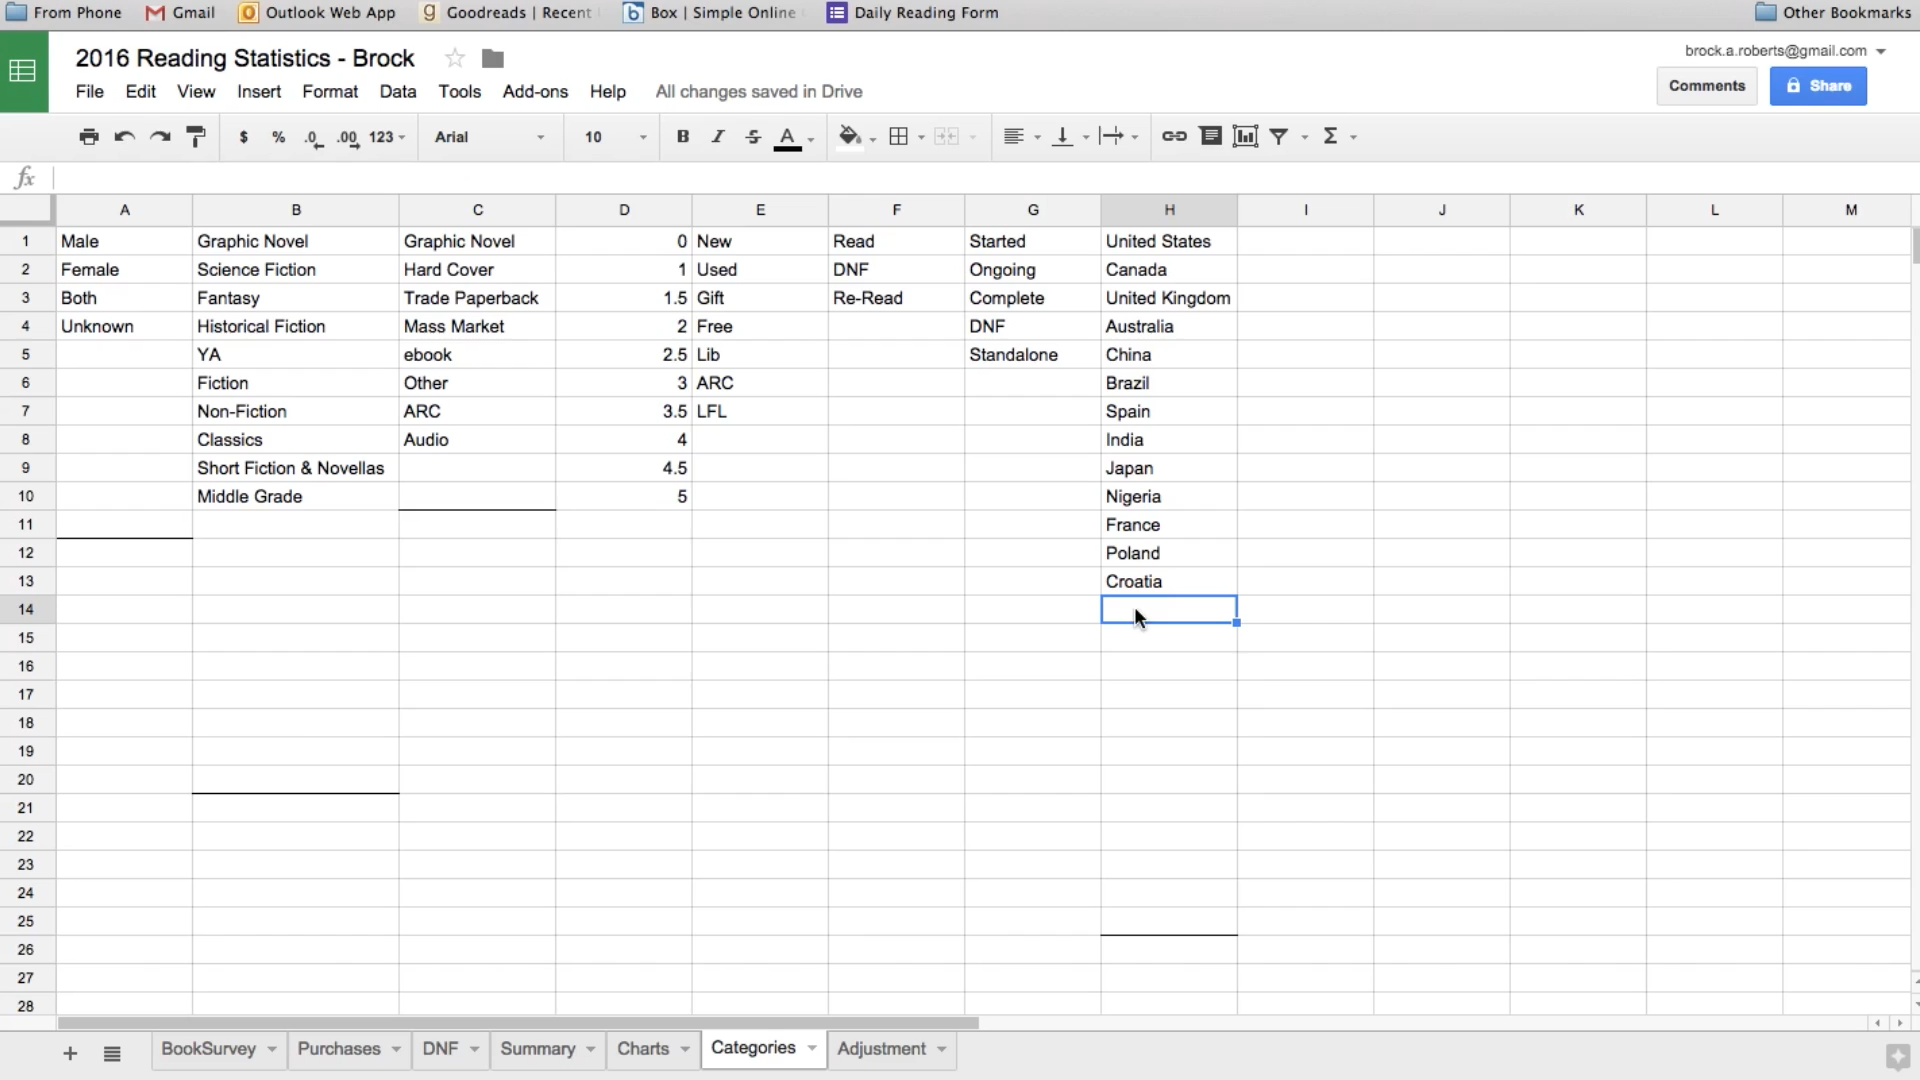 From Phone Gmail Outlook Web App Goodreads | Recent Box | Simple Online Daily Reading Form Other Bookmarks
2016 Reading Statistics - Brock brock.a.roberts@gmail.com
File Edit View Insert Format Data Tools Add-ons Help All changes saved in Drive Comments Share
$ % .0 .00 123 Arial 10 B I S A Σ
fx
A B C D E F G H I J K L M
1 Male Graphic Novel Graphic Novel 0 New Read Started United States
2 Female Science Fiction Hard Cover 1 Used DNF Ongoing Canada
3 Both Fantasy Trade Paperback 1.5 Gift Re-Read Complete United Kingdom
4 Unknown Historical Fiction Mass Market 2 Free DNF Australia
5 YA ebook 2.5 Lib Standalone China
6 Fiction Other 3 ARC Brazil
7 Non-Fiction ARC 3.5 LFL Spain
8 Classics Audio 4 India
9 Short Fiction & Novellas 4.5 Japan
10 Middle Grade 5 Nigeria
11 France
12 Poland
13 Croatia
14
15
16
17
18
19
20
21
22
23
24
25
26
27
28
+ BookSurvey Purchases DNF Summary Charts Categories Adjustment